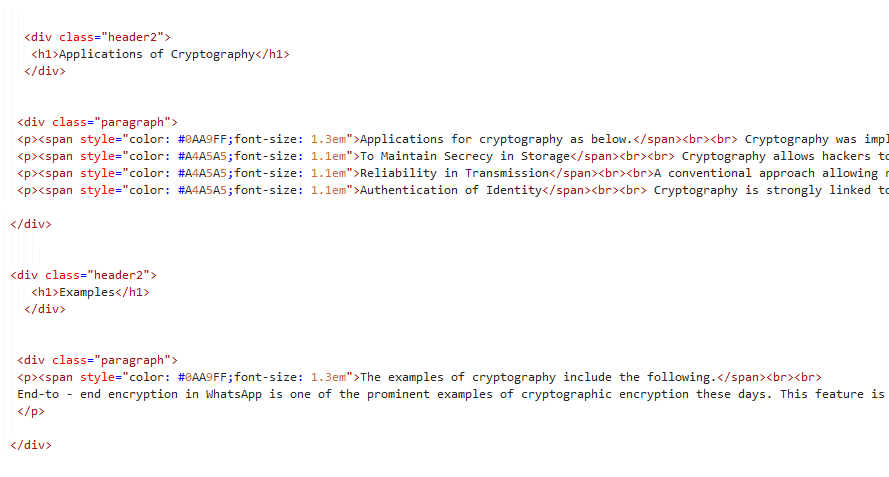 <div class="header2">
<h1>Applications of Cryptography</h1>
</div>
<div class="paragraph">
<p><span style="color: #0AA9FF;font-size: 1.3em">Applications for cryptography as below.</span><br><br> Cryptography was impl
<p><span style="color: #A4A5A5;font-size: 1.1em">To Maintain Secrecy in Storage</span><br><br> Cryptography allows hackers to
<p><span style="color: #A4A5A5;font-size: 1.1em">Reliability in Transmission</span><br><br>A conventional approach allowing
<p><span style="color: #A4A5A5;font-size: 1.1em">Authentication of Identity</span><br><br> Cryptography is strongly linked to
</div>
<div class="header2">
<h1>Examples</h1>
</div>
<div class="paragraph">
<p><span style="color: #0AA9FF;font-size: 1.3em">The examples of cryptography include the following.</span><br><br>
End-to - end encryption in WhatsApp is one of the prominent examples of cryptographic encryption these days. This feature is
</p>
</div>